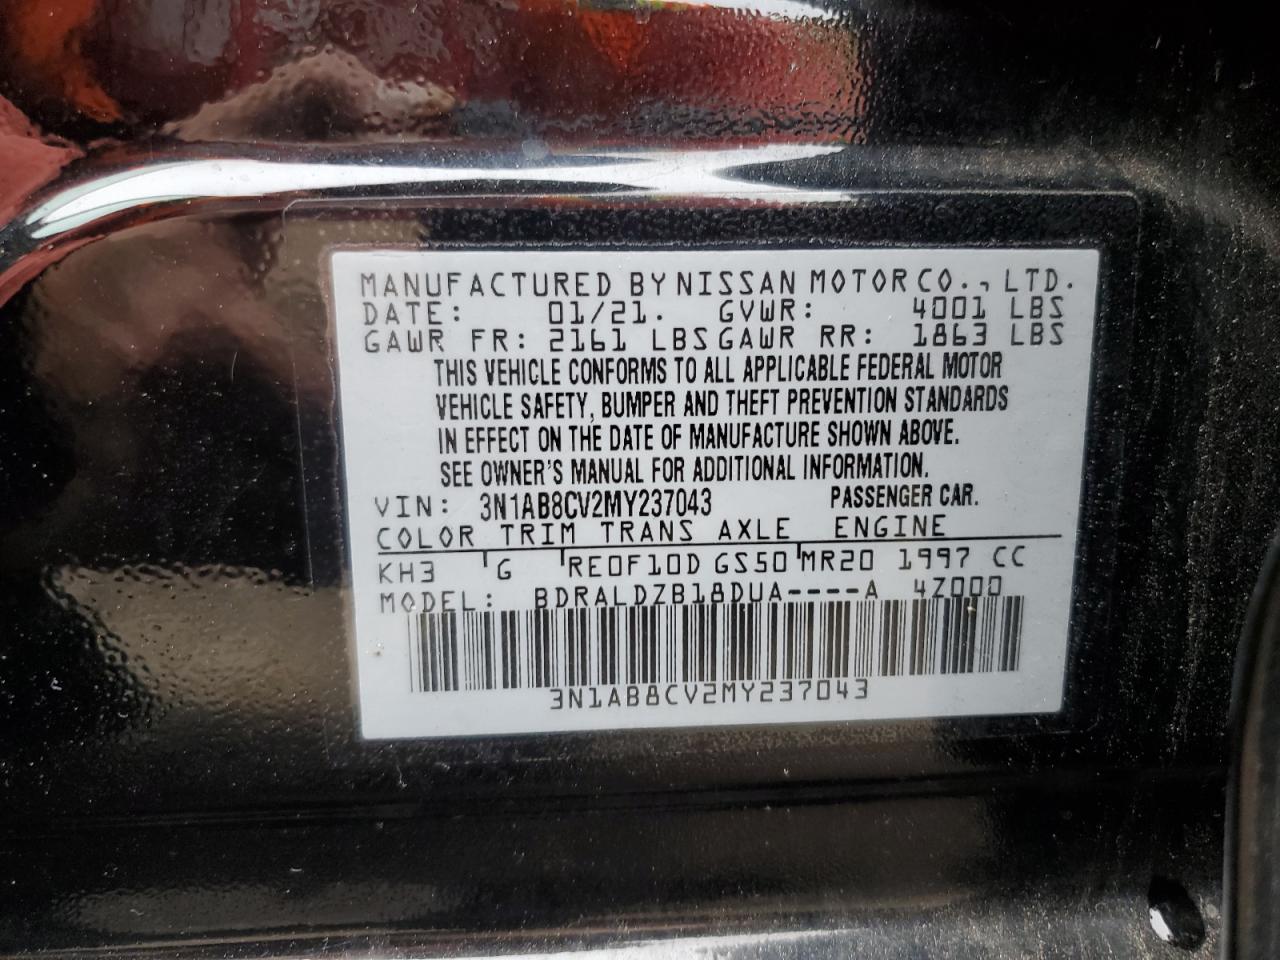 MANUFACTURED BY NISSAN MOTOR CO., LTD.
DATE: 01/21. GVWR: 4001 LBS
GAWR FR: 2161 LBS GAWR RR: 1863 LBS
THIS VEHICLE CONFORMS TO ALL APPLICABLE FEDERAL MOTOR
VEHICLE SAFETY, BUMPER AND THEFT PREVENTION STANDARDS
IN EFFECT ON THE DATE OF MANUFACTURE SHOWN ABOVE.
SEE OWNER'S MANUAL FOR ADDITIONAL INFORMATION.
VIN: 3N1AB8CV2MY237043 PASSENGER CAR.
COLOR TRIM TRANS AXLE ENGINE
KH3 G RE0F10D GS50 MR20 1997 CC
MODEL: BDRALDZB18DUA----A 4Z000
3N1AB8CV2MY237043